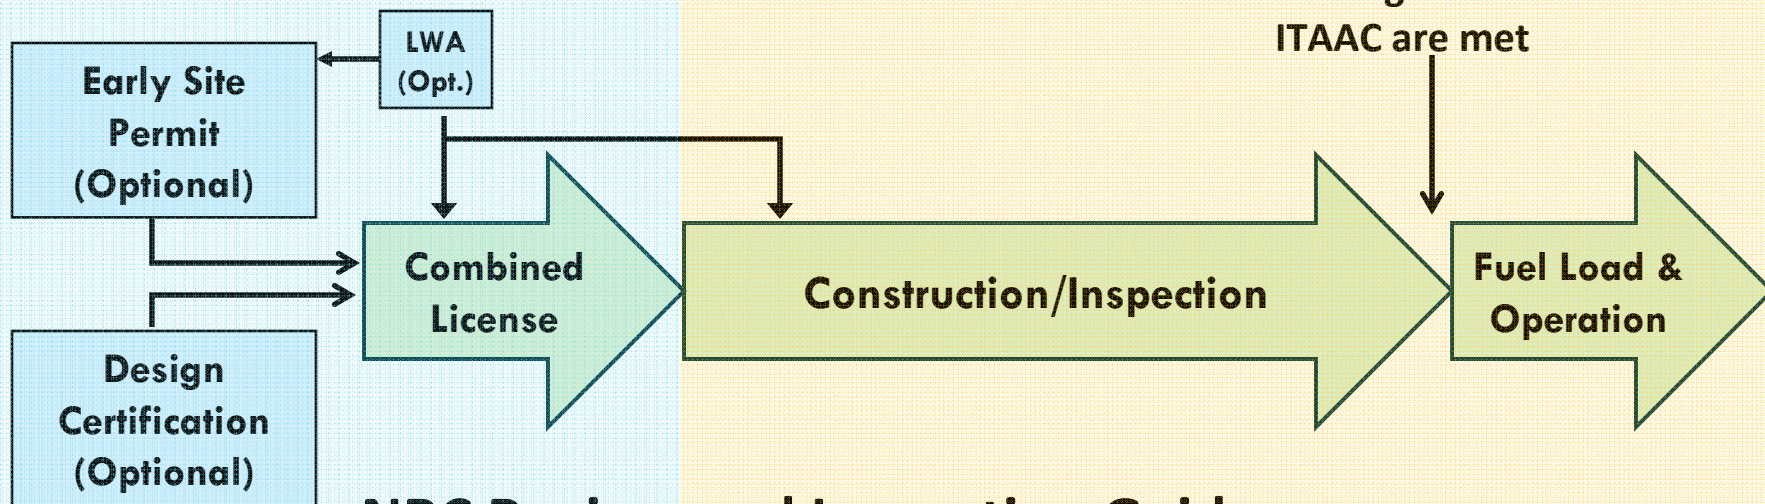 ITAAC are met
LWA
(Opt.)
Early Site
Permit
(Optional)
Combined
License
Construction/Inspection
Fuel Load &
Operation
Design
Certification
(Optional)